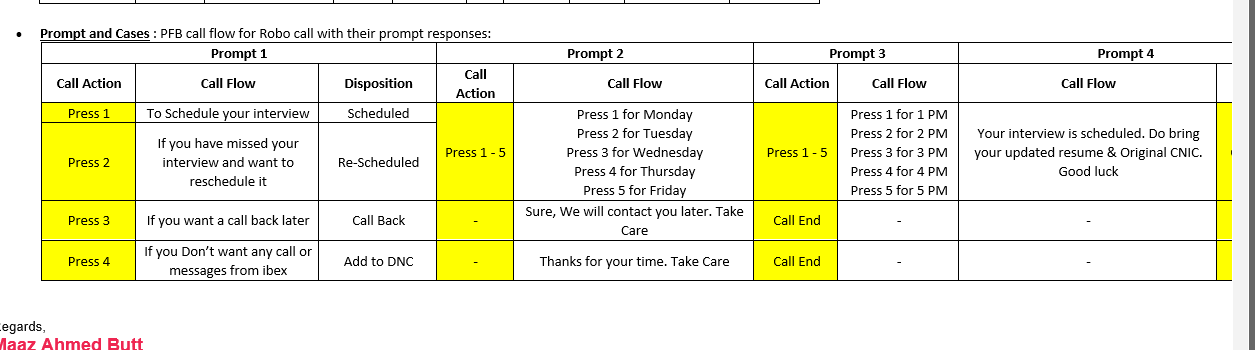 • Prompt and Cases : PFB call flow for Robo call with their prompt responses:
Prompt 1 Prompt 2 Prompt 3 Prompt 4
Call Action Call Flow Disposition Call Action Call Flow Call Action Call Flow Call Flow
Press 1 To Schedule your interview Scheduled
Press 2
If you have missed your
interview and want to
reschedule it
Re-Scheduled
Press 1 - 5
Press 1 for Monday
Press 2 for Tuesday
Press 3 for Wednesday
Press 4 for Thursday
Press 5 for Friday
Press 1 - 5
Press 1 for 1 PM
Press 2 for 2 PM
Press 3 for 3 PM
Press 4 for 4 PM
Press 5 for 5 PM
Your interview is scheduled. Do bring
your updated resume & Original CNIC.
Good luck
Press 3 If you want a call back later Call Back -
Sure, We will contact you later. Take
Care
Call End - -
Press 4
If you Don’t want any call or
messages from ibex
Add to DNC - Thanks for your time. Take Care Call End - -
egards,
Maaz Ahmed Butt